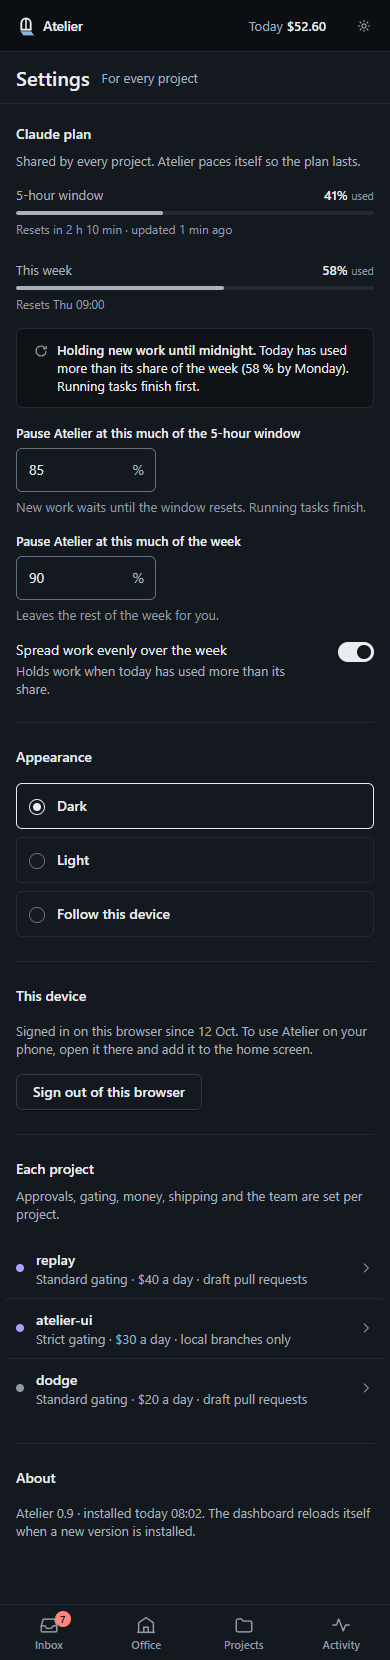 Atelier
Today $52.60
Settings For every project
Claude plan
Shared by every project. Atelier paces itself so the plan lasts.
5-hour window 41% used
Resets in 2 h 10 min · updated 1 min ago
This week 58% used
Resets Thu 09:00
Holding new work until midnight. Today has used
more than its share of the week (58 % by Monday).
Running tasks finish first.
Pause Atelier at this much of the 5-hour window
85 %
New work waits until the window resets. Running tasks finish.
Pause Atelier at this much of the week
90 %
Leaves the rest of the week for you.
Spread work evenly over the week
Holds work when today has used more than its
share.
Appearance
Dark
Light
Follow this device
This device
Signed in on this browser since 12 Oct. To use Atelier on your
phone, open it there and add it to the home screen.
Sign out of this browser
Each project
Approvals, gating, money, shipping and the team are set per
project.
replay
Standard gating · $40 a day · draft pull requests
atelier-ui
Strict gating · $30 a day · local branches only
dodge
Standard gating · $20 a day · draft pull requests
About
Atelier 0.9 · installed today 08:02. The dashboard reloads itself
when a new version is installed.
7
Inbox Office Projects Activity